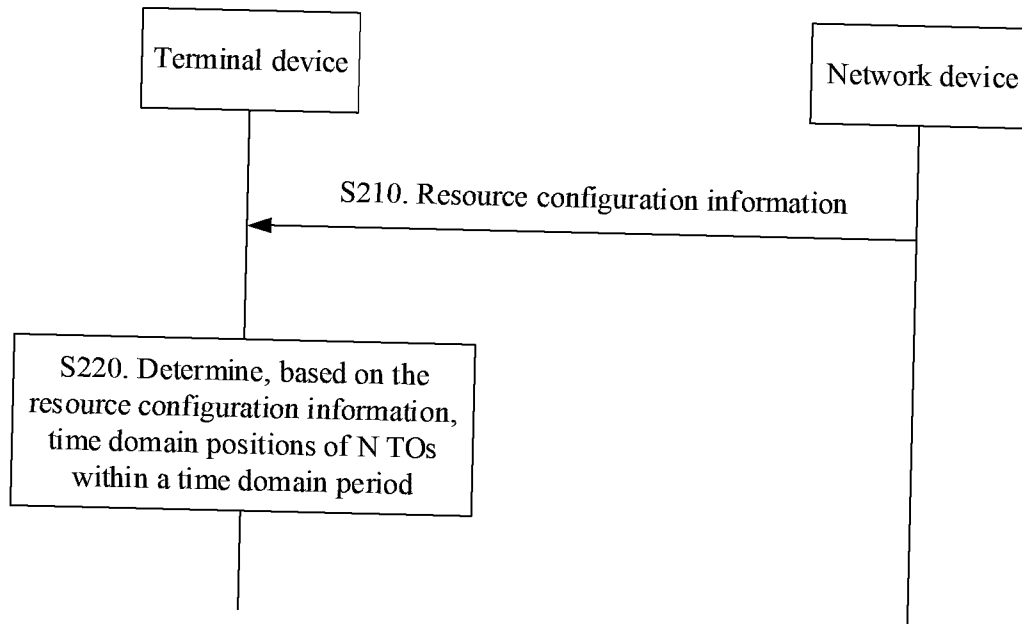 Terminal device
Network device
S210. Resource configuration information
S220. Determine, based on the
resource configuration information,
time domain positions of N TOs
within a time domain period